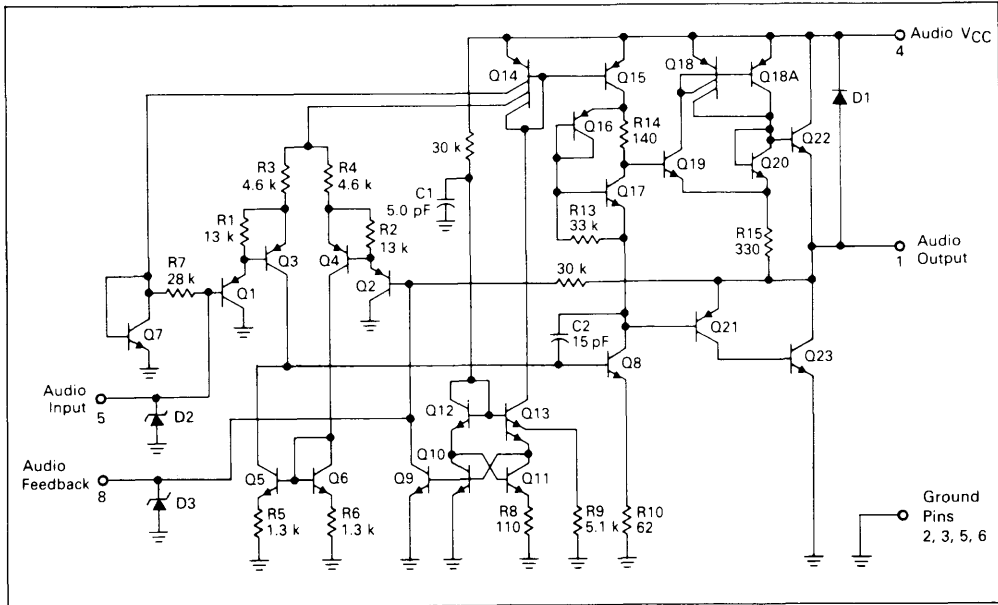 Audio VCC
4
Q14
Q15
Q18
Q18A
D1
Q16
R14
140
Q22
30 k
Q19
Q20
R3
4.6 k
R4
4.6 k
C1
5.0 pF
Q17
R13
33 k
R1
13 k
R2
13 k
R15
330
Audio
Output
1
Q3
Q4
R7
28 k
Q1
Q2
30 k
Q7
C2
15 pF
Q21
Q8
Q23
Audio
Input
5
D2
Q12
Q13
Audio
Feedback
8
D3
Q5
Q6
Q9
Q10
Q11
R5
1.3 k
R6
1.3 k
R8
110
R9
5.1 k
R10
62
Ground
Pins
2, 3, 5, 6